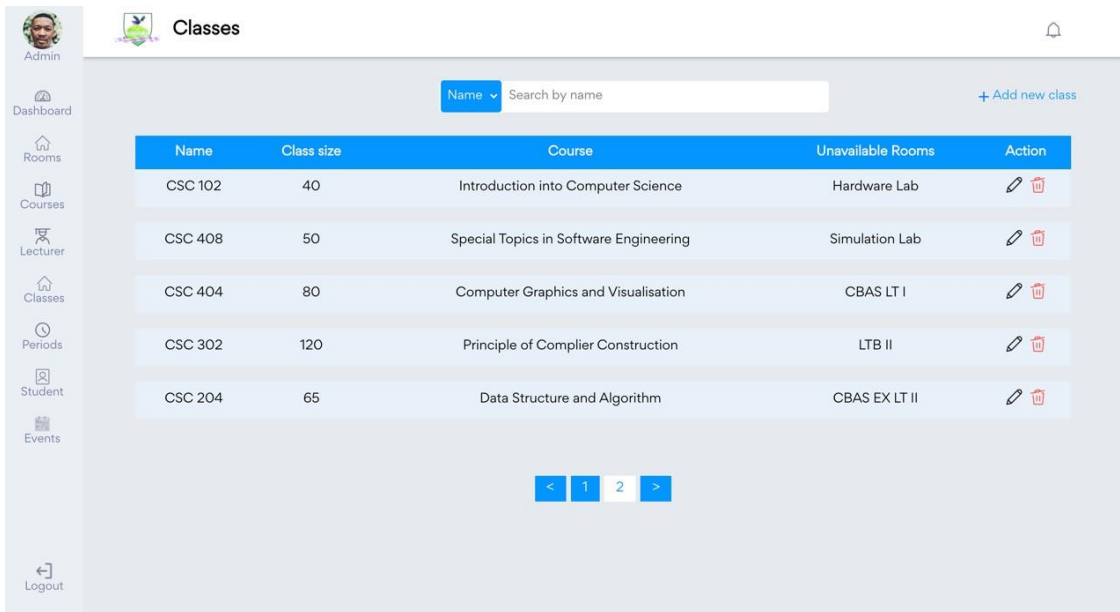 Admin
Dashboard
Rooms
Courses
Lecturer
Classes
Periods
Student
Events
Logout
Classes
Name Search by name
+ Add new class
Name Class size Course Unavailable Rooms Action
CSC 102 40 Introduction into Computer Science Hardware Lab
CSC 408 50 Special Topics in Software Engineering Simulation Lab
CSC 404 80 Computer Graphics and Visualisation CBAS LT I
CSC 302 120 Principle of Complier Construction LTB II
CSC 204 65 Data Structure and Algorithm CBAS EX LT II
< 1 2 >